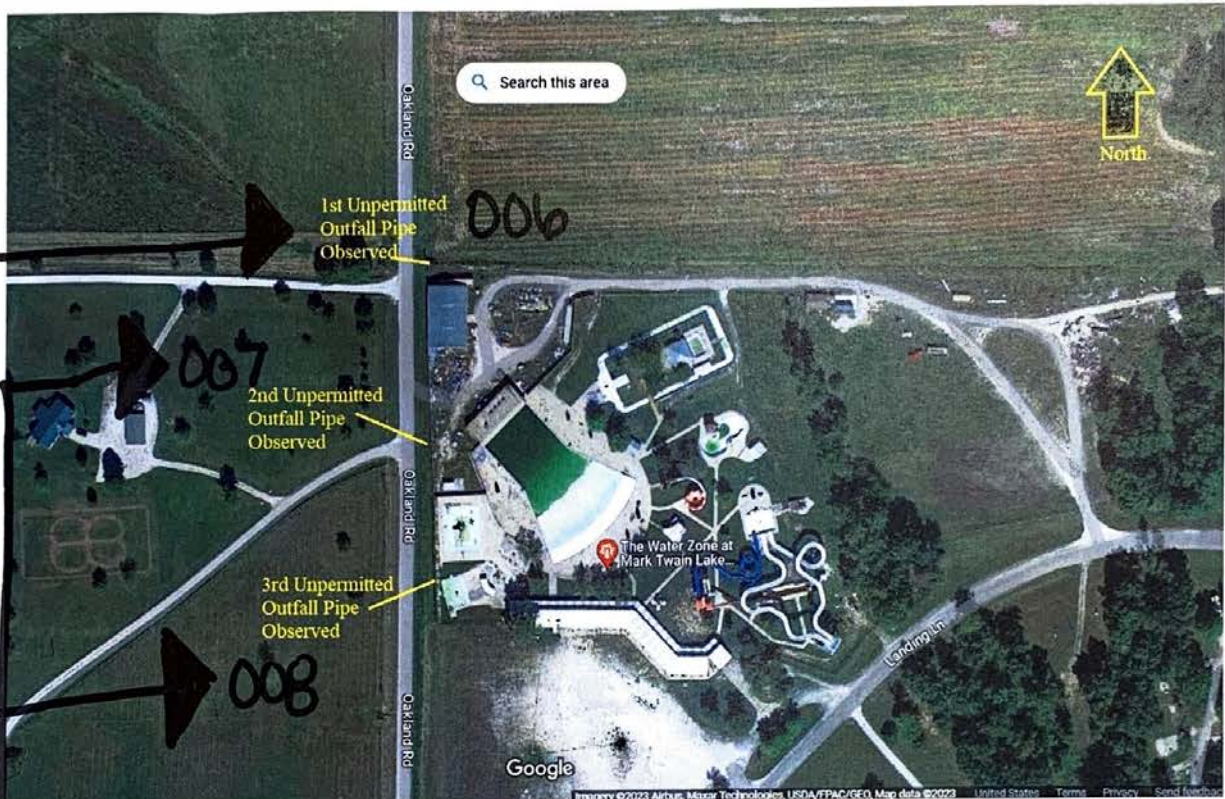 Search this area
Oakland Rd
North
1st Unpermitted
Outfall Pipe
Observed
006
007
2nd Unpermitted
Outfall Pipe
Observed
Oakland Rd
The Water Zone at
Mark Twain Lake...
3rd Unpermitted
Outfall Pipe
Observed
008
Landing Ln
Oakland Rd
Google
Imagery ©2023 Airbus, Maxar Technologies, USDA/FPAC/GEO, Map data ©2023 United States Terms Privacy Send feedback